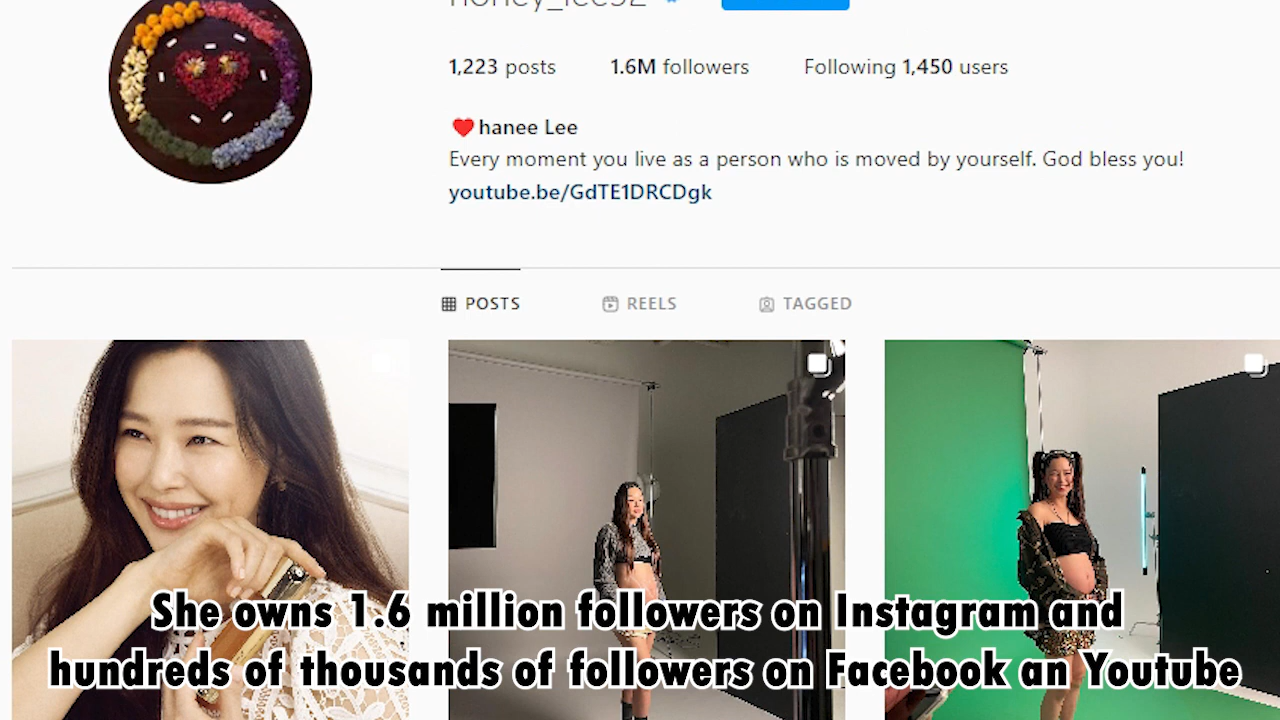 honey_lee32
1,223 posts 1.6M followers Following 1,450 users
hanee Lee
Every moment you live as a person who is moved by yourself. God bless you!
youtube.be/GdTE1DRCDgk
POSTS REELS TAGGED
She owns 1.6 million followers on Instagram and
hundreds of thousands of followers on Facebook an Youtube